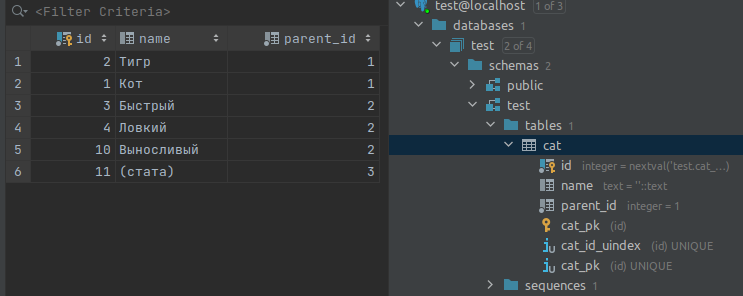 <Filter Criteria>
id name parent_id
1 2 Тигр 1
2 1 Кот 1
3 3 Быстрый 2
4 4 Ловкий 2
5 10 Выносливый 2
6 11 (стата) 3
test@localhost 1 of 3
databases 1
test 2 of 4
schemas 2
public
test
tables 1
cat
id integer = nextval('test.cat_...)
name text = ''::text
parent_id integer = 1
cat_pk (id)
cat_id_uindex (id) UNIQUE
cat_pk (id) UNIQUE
sequences 1